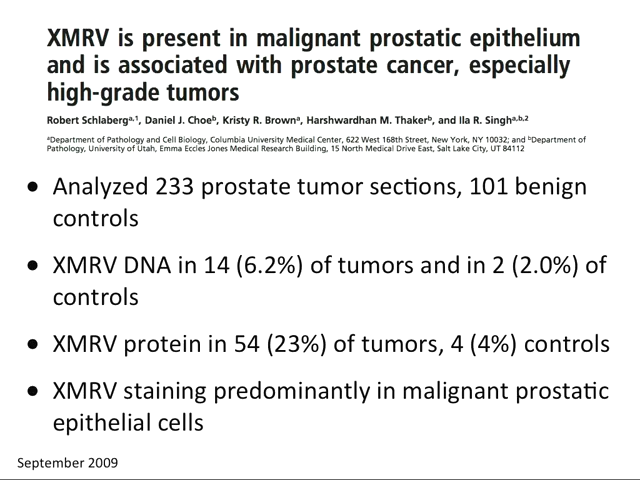 XMRV is present in malignant prostatic epithelium
and is associated with prostate cancer, especially
high-grade tumors
Robert Schlaberg^a,1, Daniel J. Choe^b, Kristy R. Brown^a, Harshwardhan M. Thaker^b, and Ila R. Singh^a,b,2
^aDepartment of Pathology and Cell Biology, Columbia University Medical Center, 622 West 168th Street, New York, NY 10032; and ^bDepartment of
Pathology, University of Utah, Emma Eccles Jones Medical Research Building, 15 North Medical Drive East, Salt Lake City, UT 84112
• Analyzed 233 prostate tumor sections, 101 benign
controls
• XMRV DNA in 14 (6.2%) of tumors and in 2 (2.0%) of
controls
• XMRV protein in 54 (23%) of tumors, 4 (4%) controls
• XMRV staining predominantly in malignant prostatic
epithelial cells
September 2009